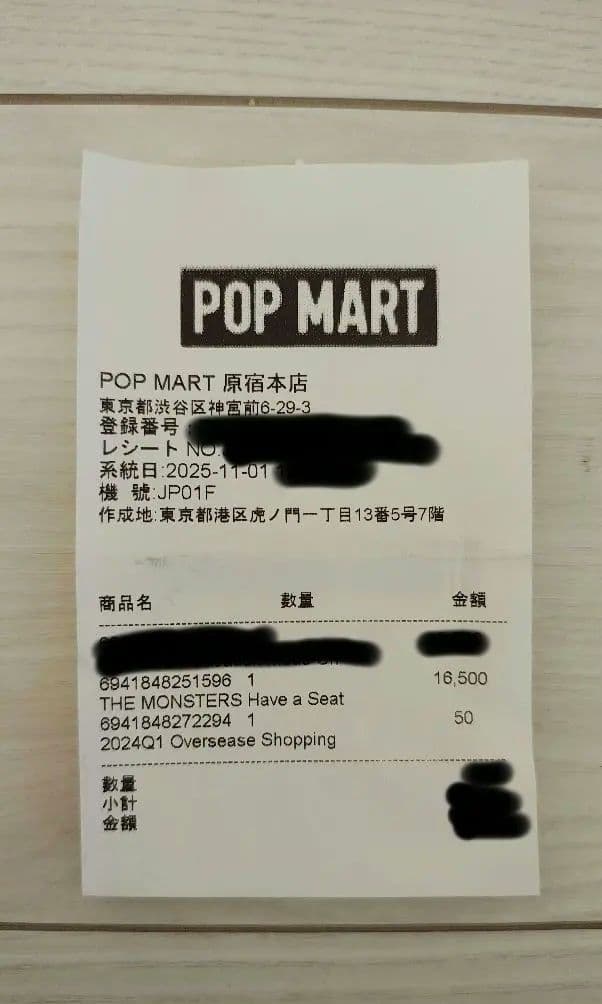 POP MART
POP MART 原宿本店
東京都渋谷区神宮前6-29-3
登録番号
レシート NO.
系統日:2025-11-01
機 號:JP01F
作成地:東京都港区虎ノ門一丁目13番5号7階
商品名 數量 金額
6941848251596 1 16,500
THE MONSTERS Have a Seat
6941848272294 1 50
2024Q1 Oversease Shopping
數量
小計
金額